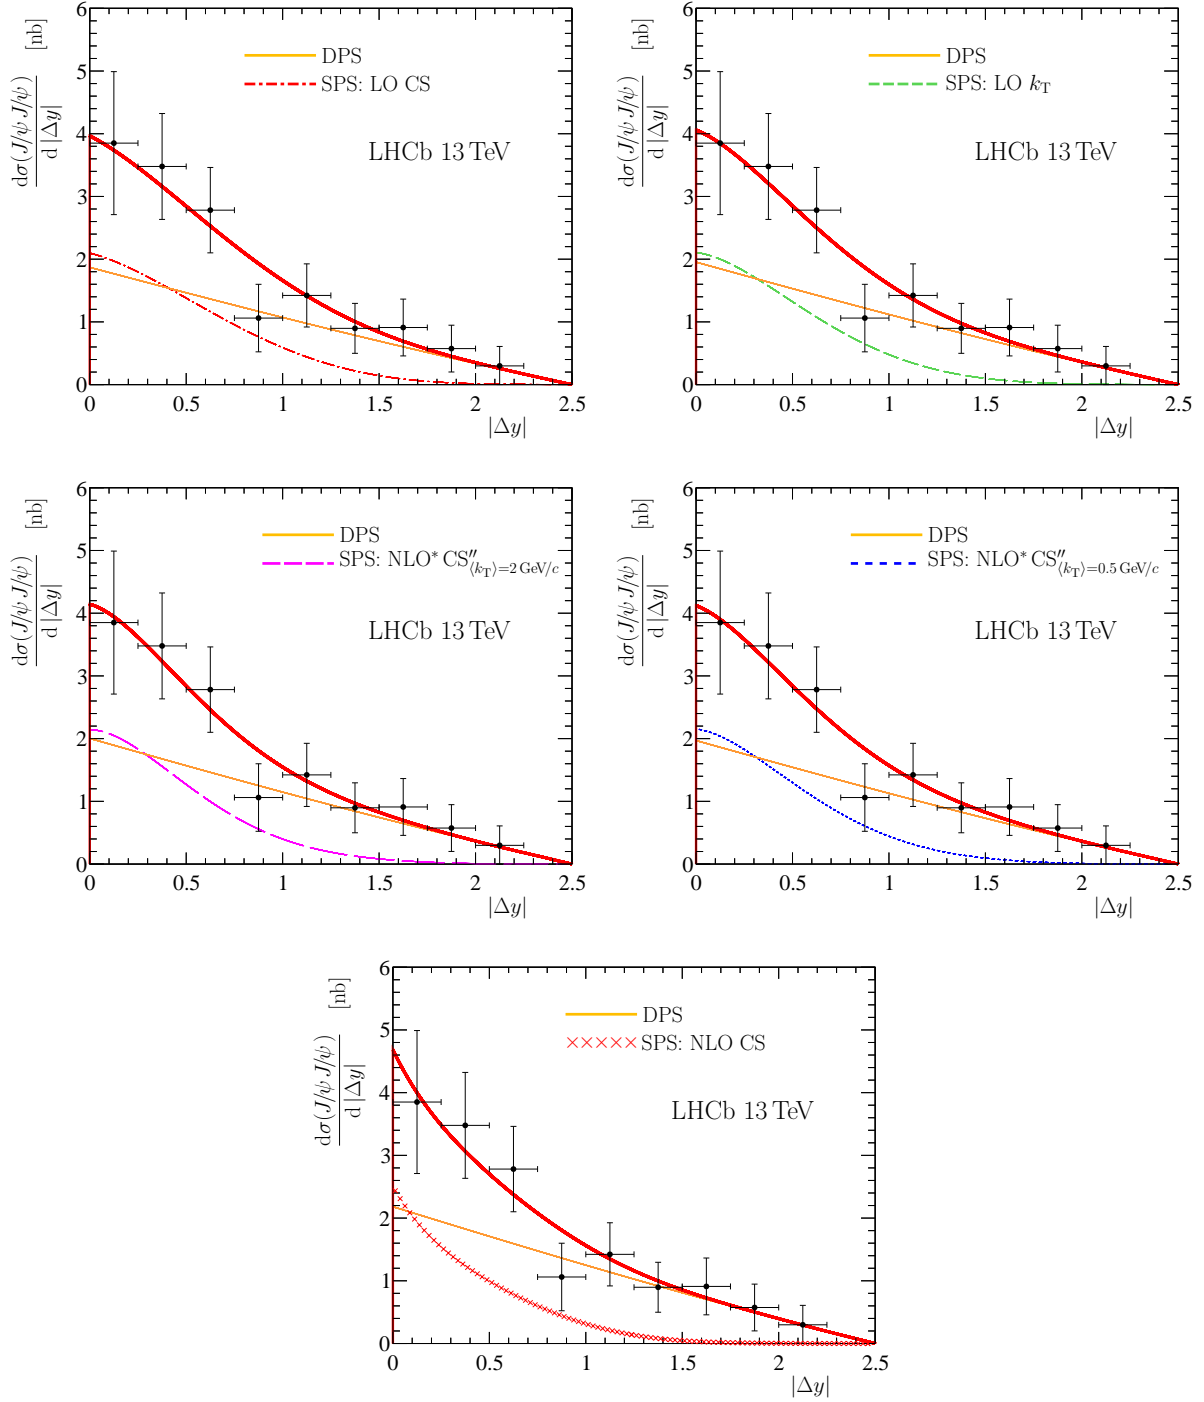 dσ(J/ψ J/ψ)/d |Δy| [nb]
6
5
4
3
2
1
0
DPS
SPS: LO CS
LHCb 13 TeV
0 0.5 1 1.5 2 2.5
|Δy|
dσ(J/ψ J/ψ)/d |Δy| [nb]
6
5
4
3
2
1
0
DPS
SPS: LO k_T
LHCb 13 TeV
0 0.5 1 1.5 2 2.5
|Δy|
dσ(J/ψ J/ψ)/d |Δy| [nb]
6
5
4
3
2
1
0
DPS
SPS: NLO* CS″⟨k_T⟩=2 GeV/c
LHCb 13 TeV
0 0.5 1 1.5 2 2.5
|Δy|
dσ(J/ψ J/ψ)/d |Δy| [nb]
6
5
4
3
2
1
0
DPS
SPS: NLO* CS″⟨k_T⟩=0.5 GeV/c
LHCb 13 TeV
0 0.5 1 1.5 2 2.5
|Δy|
dσ(J/ψ J/ψ)/d |Δy| [nb]
6
5
4
3
2
1
0
DPS
SPS: NLO CS
LHCb 13 TeV
0 0.5 1 1.5 2 2.5
|Δy|